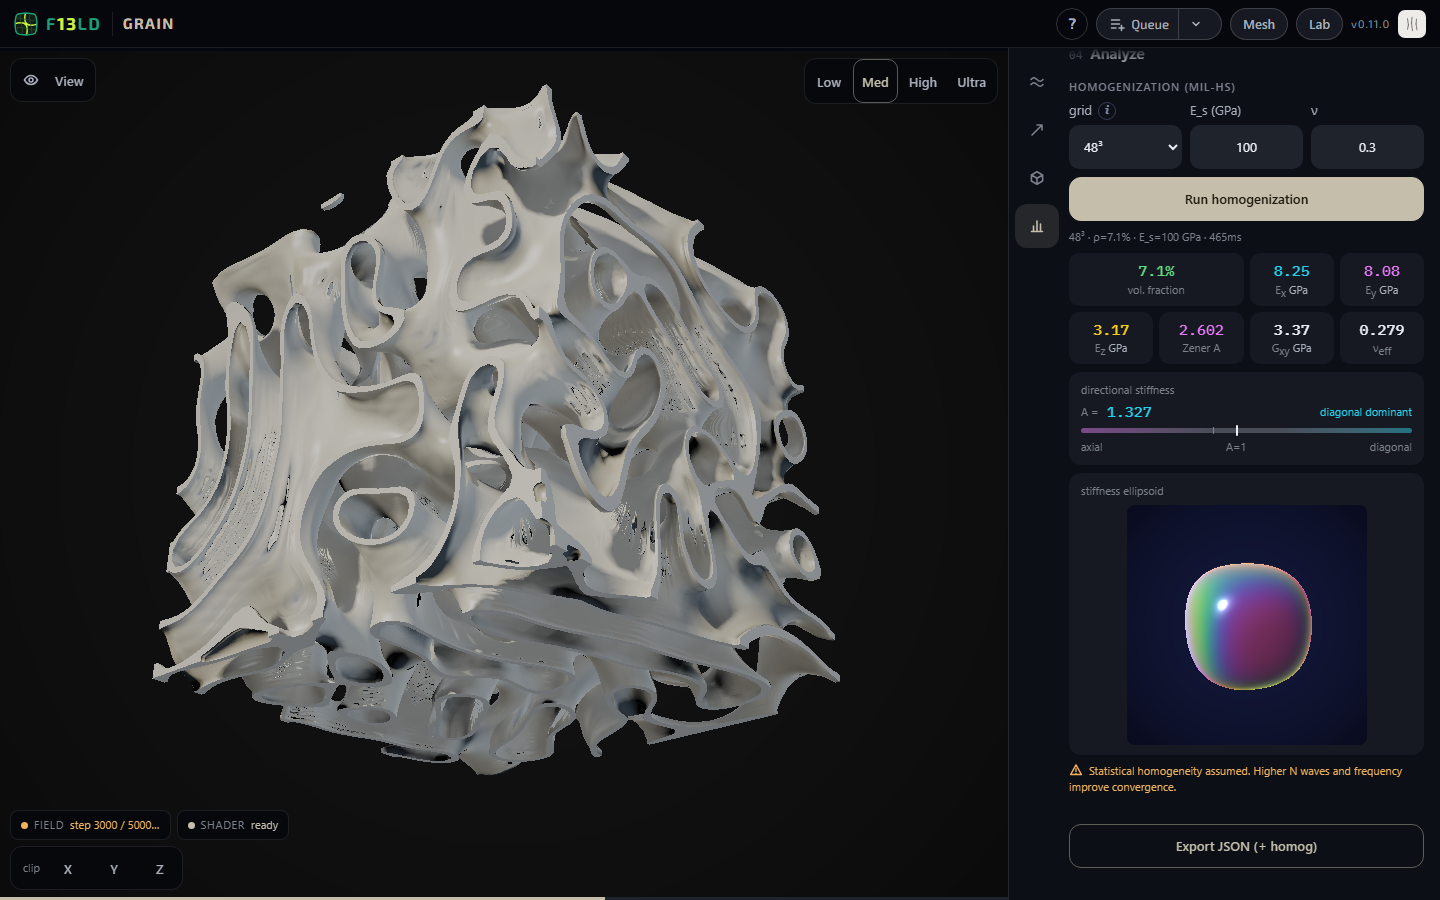 F13LD GRAIN
? Queue Mesh Lab v0.11.0
View
Low Med High Ultra
04 Analyze
HOMOGENIZATION (MIL-HS)
grid i E_s (GPa) ν
48³ 100 0.3
Run homogenization
48³ · ρ=7.1% · E_s=100 GPa · 465ms
7.1% 8.25 8.08
vol. fraction Ex GPa Ey GPa
3.17 2.602 3.37 0.279
Ez GPa Zener A Gxy GPa νeff
directional stiffness
A = 1.327 diagonal dominant
axial A=1 diagonal
stiffness ellipsoid
Statistical homogeneity assumed. Higher N waves and frequency
improve convergence.
FIELD step 3000 / 5000... SHADER ready
clip X Y Z
Export JSON (+ homog)